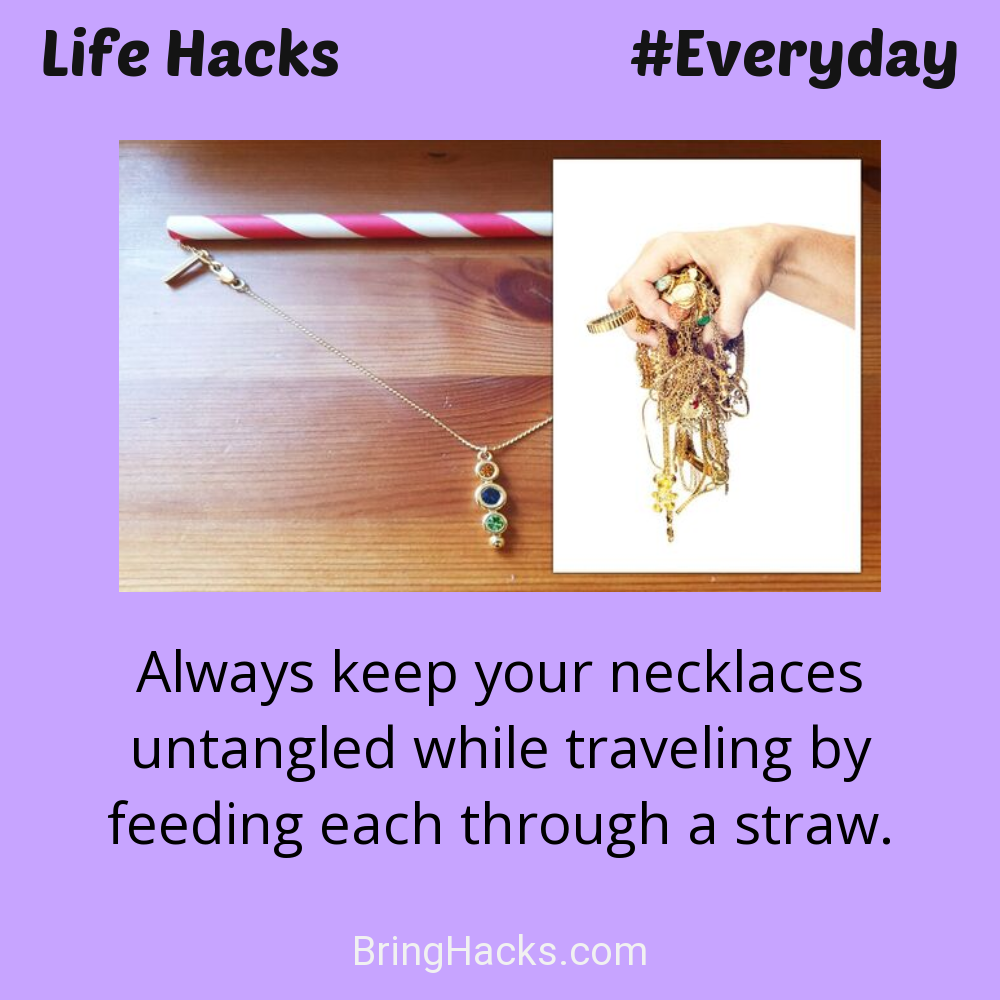 Life Hacks #Everyday
Always keep your necklaces
untangled while traveling by
feeding each through a straw.
BringHacks.com